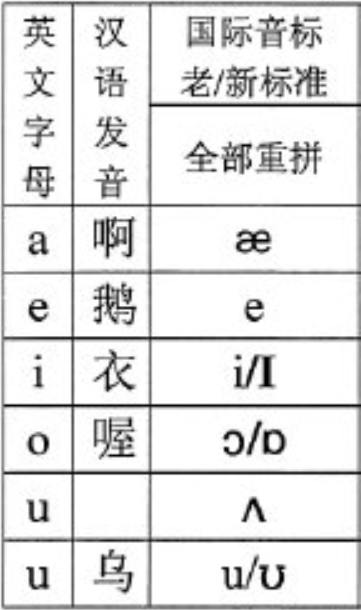 英文字母 汉语发音 国际音标
老/新标准
全部重拼
a 啊 æ
e 鹅 e
i 衣 i/I
o 喔 ɔ/ɒ
u ʌ
u 乌 u/ʊ